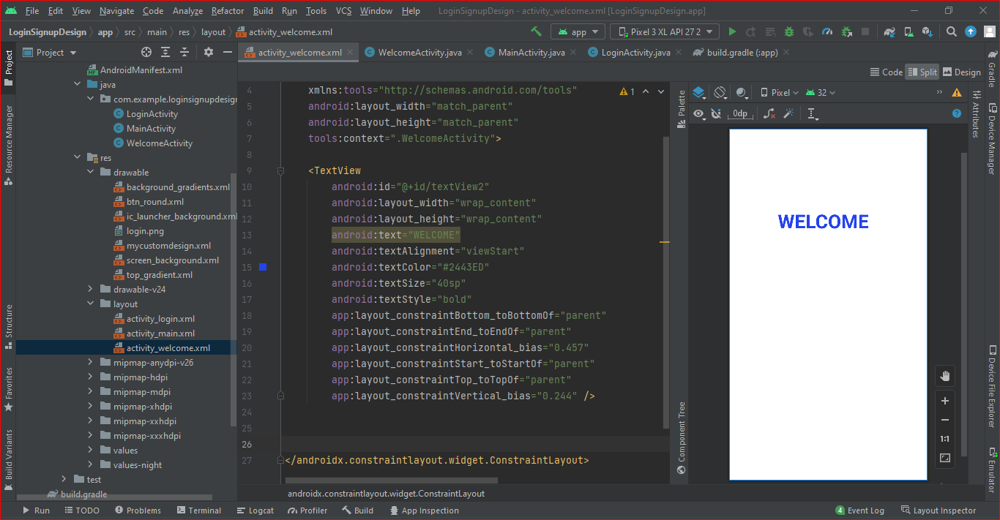 File Edit View Navigate Code Analyze Refactor Build Run Tools VCS Window Help LoginSignupDesign - activity_welcome.xml [LoginSignupDesign.app]
LoginSignupDesign app src main res layout activity_welcome.xml app Pixel 3 XL API 27 2
Project activity_welcome.xml WelcomeActivity.java MainActivity.java LoginActivity.java build.gradle (:app)
Code Split Design
Pixel 32
0dp
Project
Resource Manager
Structure
Favorites
Build Variants
AndroidManifest.xml
java
com.example.loginsignupdesign
LoginActivity
MainActivity
WelcomeActivity
res
drawable
background_gradients.xml
btn_round.xml
ic_launcher_background.xml
login.png
mycustomdesign.xml
screen_background.xml
top_gradient.xml
drawable-v24
layout
activity_login.xml
activity_main.xml
activity_welcome.xml
mipmap-anydpi-v26
mipmap-hdpi
mipmap-mdpi
mipmap-xhdpi
mipmap-xxhdpi
mipmap-xxxhdpi
values
values-night
test
build.gradle
4 xmlns:tools="http://schemas.android.com/tools" 1
5 android:layout_width="match_parent"
6 android:layout_height="match_parent"
7 tools:context=".WelcomeActivity">
8
9 <TextView
10 android:id="@+id/textView2"
11 android:layout_width="wrap_content"
12 android:layout_height="wrap_content"
13 android:text="WELCOME"
14 android:textAlignment="viewStart"
15 android:textColor="#2443ED"
16 android:textSize="40sp"
17 android:textStyle="bold"
18 app:layout_constraintBottom_toBottomOf="parent"
19 app:layout_constraintEnd_toEndOf="parent"
20 app:layout_constraintHorizontal_bias="0.457"
21 app:layout_constraintStart_toStartOf="parent"
22 app:layout_constraintTop_toTopOf="parent"
23 app:layout_constraintVertical_bias="0.244" />
24
25
26
27 </androidx.constraintlayout.widget.ConstraintLayout>
androidx.constraintlayout.widget.ConstraintLayout
Palette
Component Tree
WELCOME
1:1
Attributes
Gradle
Device Manager
Device File Explorer
Emulator
Run TODO Problems Terminal Logcat Profiler Build App Inspection 4 Event Log Layout Inspector